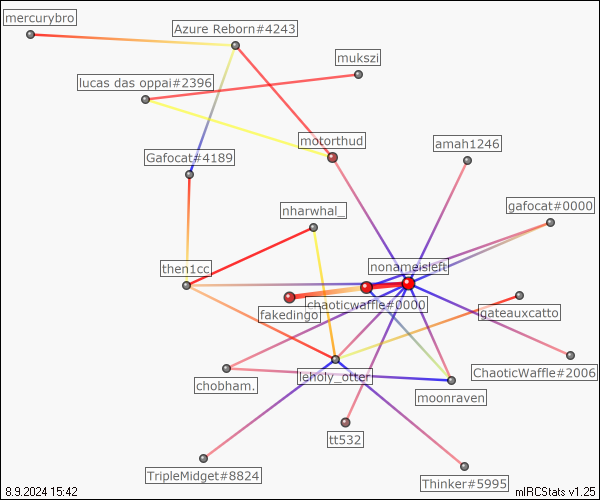 mercurybro
Azure Reborn#4243
mukszi
lucas das oppai#2396
motorthud
amah1246
Gafocat#4189
gafocat#0000
nharwhal_
then1cc
nonameisleft
fakedingo
chaoticwaffle#0000
gateauxcatto
leholy_otter
ChaoticWaffle#2006
chobham.
moonraven
tt532
TripleMidget#8824
Thinker#5995
8.9.2024 15:42
mIRCStats v1.25